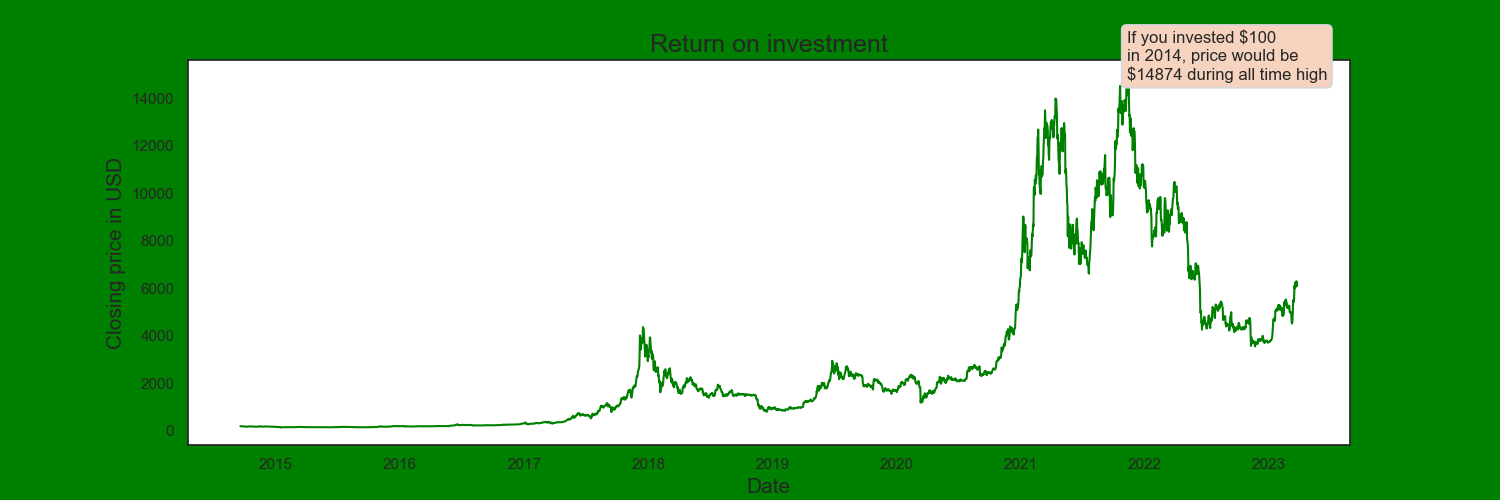 If you invested $100
in 2014, price would be
$14874 during all time high
Return on investment
Closing price in USD
14000
12000
10000
8000
6000
4000
2000
0
2015
2016
2017
2018
2019
2020
2021
2022
2023
Date